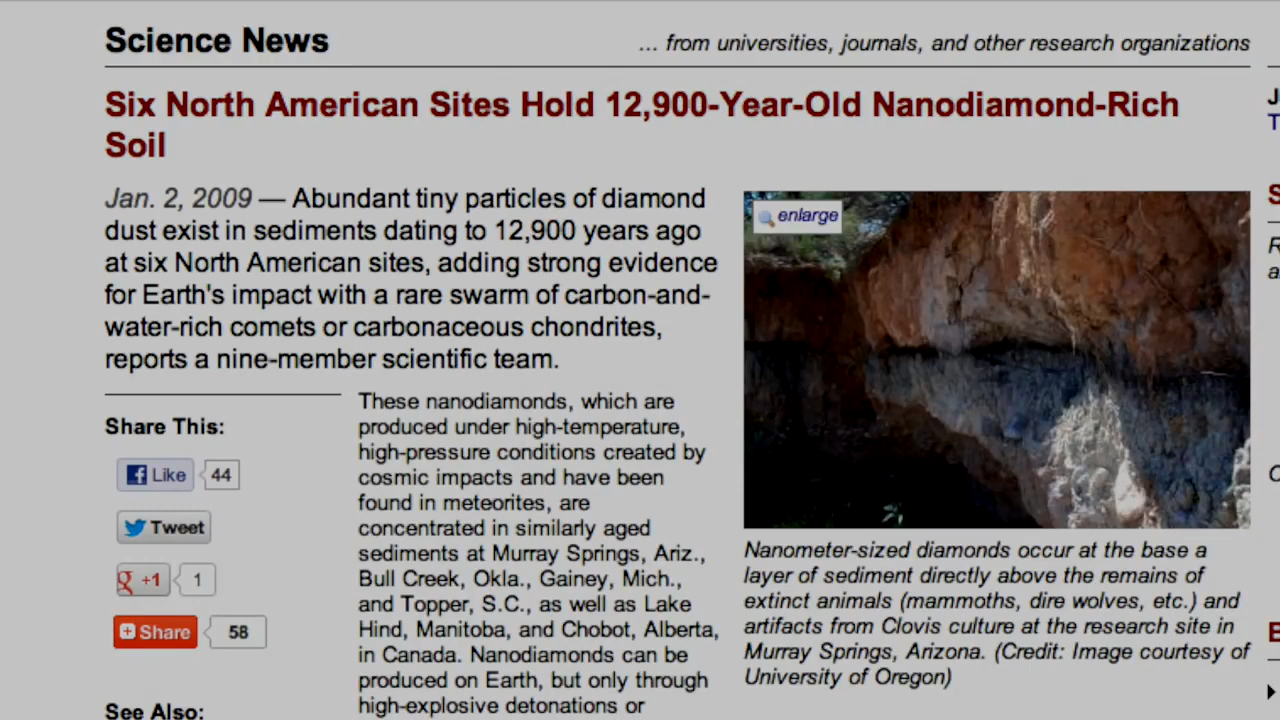 Science News
... from universities, journals, and other research organizations
Six North American Sites Hold 12,900-Year-Old Nanodiamond-Rich
Soil
Jan. 2, 2009 — Abundant tiny particles of diamond
dust exist in sediments dating to 12,900 years ago
at six North American sites, adding strong evidence
for Earth's impact with a rare swarm of carbon-and-
water-rich comets or carbonaceous chondrites,
reports a nine-member scientific team.
enlarge
Share This:
Like 44
Tweet
+1 1
Share 58
See Also:
These nanodiamonds, which are
produced under high-temperature,
high-pressure conditions created by
cosmic impacts and have been
found in meteorites, are
concentrated in similarly aged
sediments at Murray Springs, Ariz.,
Bull Creek, Okla., Gainey, Mich.,
and Topper, S.C., as well as Lake
Hind, Manitoba, and Chobot, Alberta,
in Canada. Nanodiamonds can be
produced on Earth, but only through
high-explosive detonations or
Nanometer-sized diamonds occur at the base a
layer of sediment directly above the remains of
extinct animals (mammoths, dire wolves, etc.) and
artifacts from Clovis culture at the research site in
Murray Springs, Arizona. (Credit: Image courtesy of
University of Oregon)